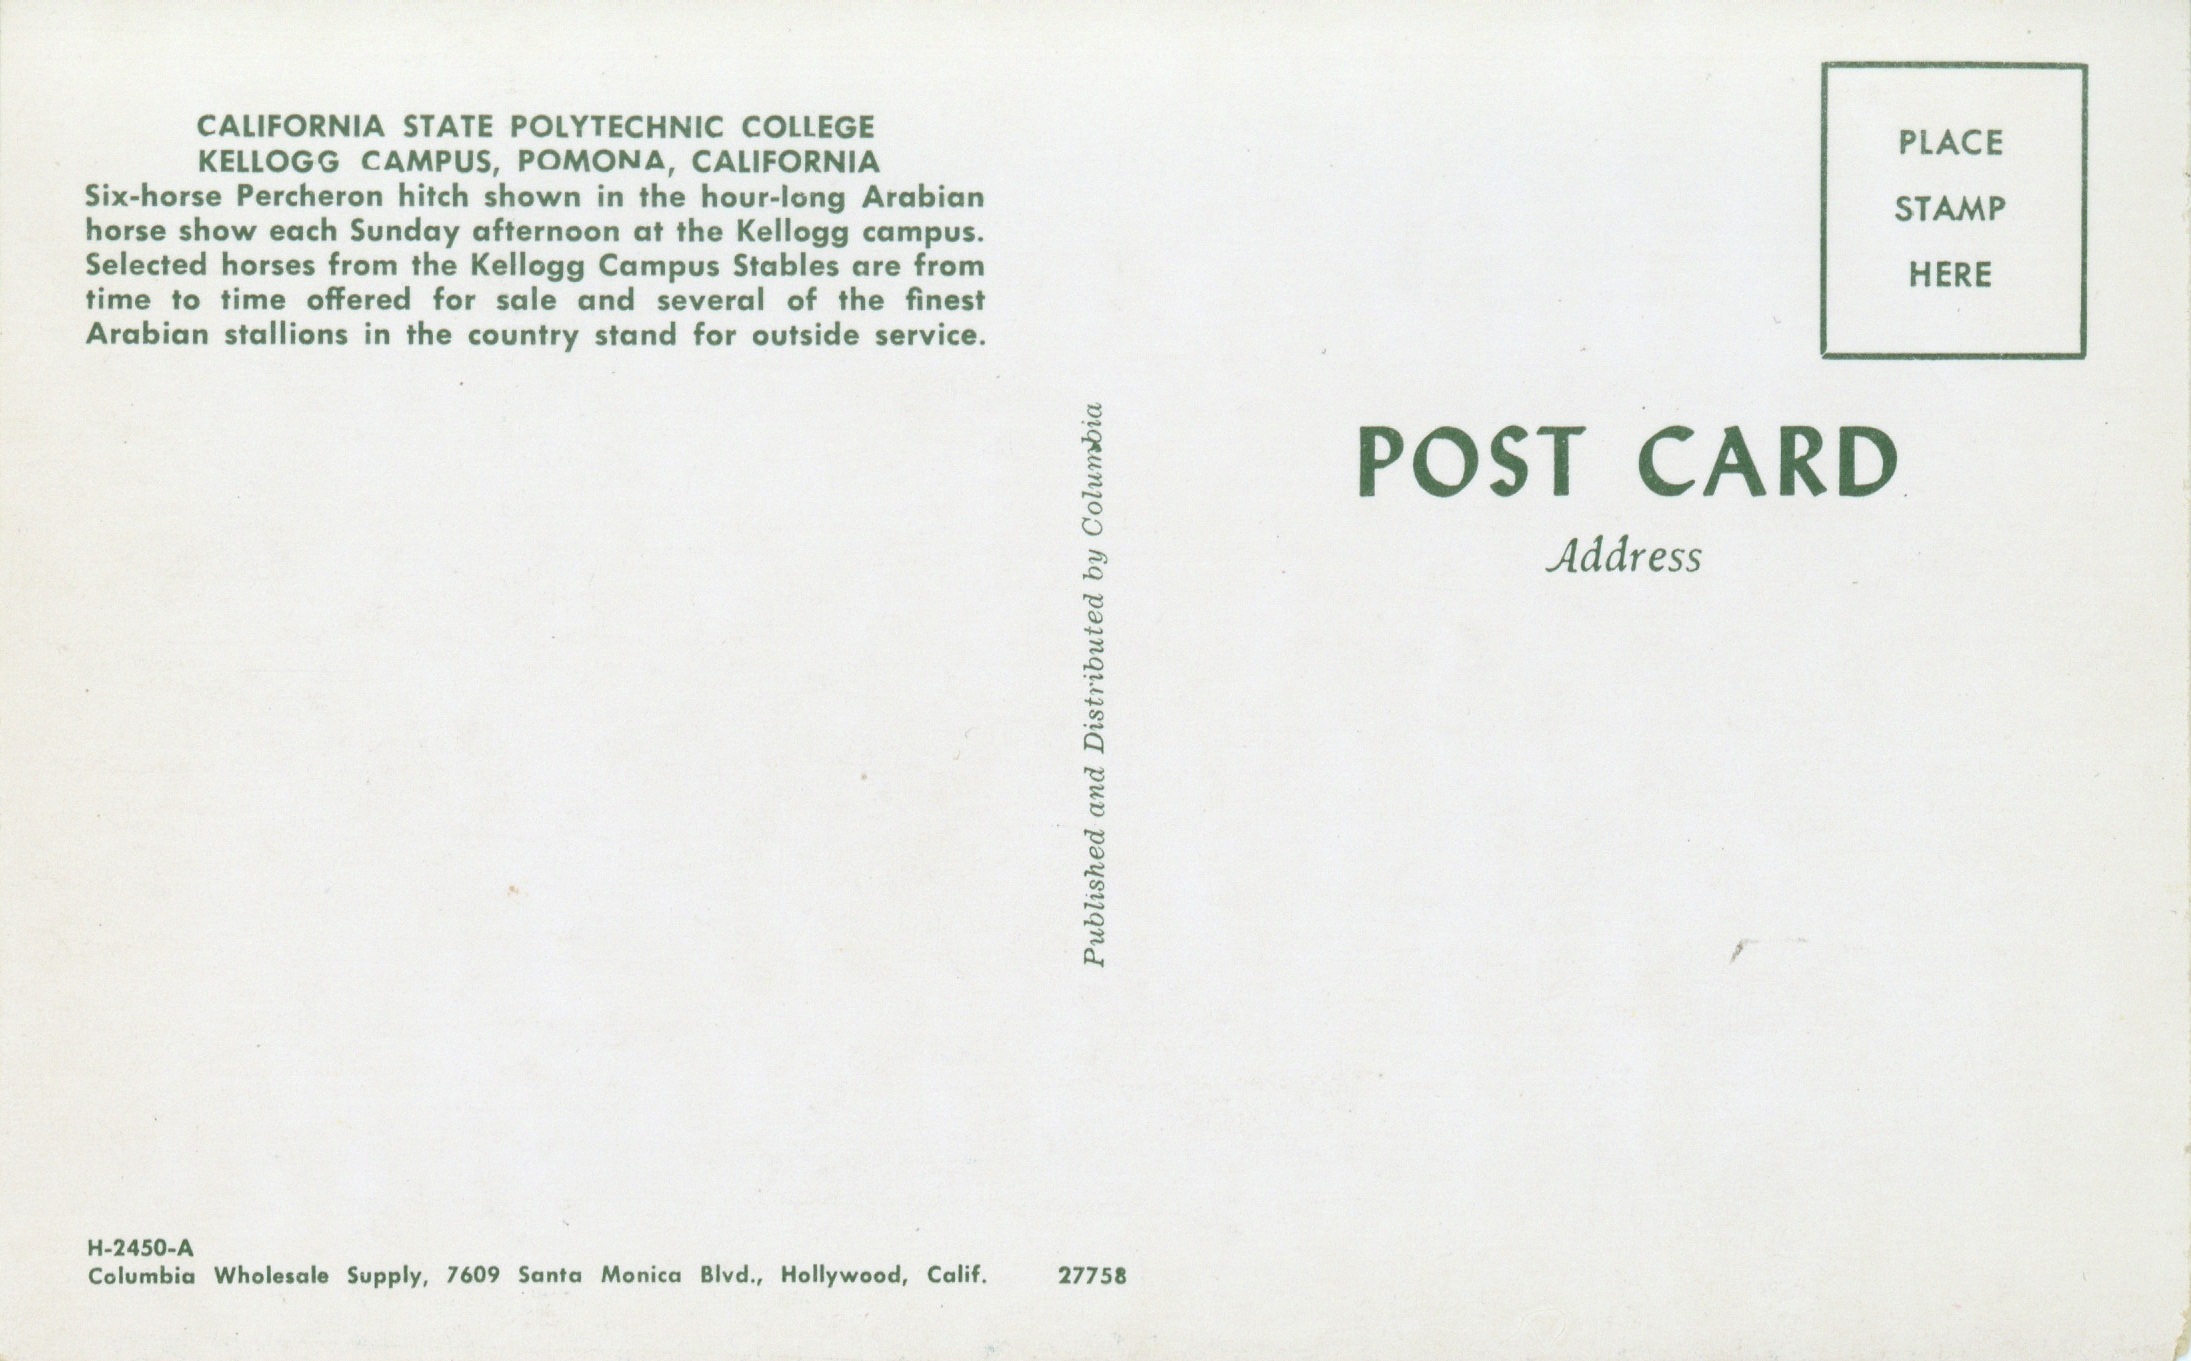 CALIFORNIA STATE POLYTECHNIC COLLEGE
KELLOGG CAMPUS, POMONA, CALIFORNIA
Six-horse Percheron hitch shown in the hour-long Arabian
horse show each Sunday afternoon at the Kellogg campus.
Selected horses from the Kellogg Campus Stables are from
time to time offered for sale and several of the finest
Arabian stallions in the country stand for outside service.
H-2450-A
Columbia Wholesale Supply, 7609 Santa Monica Blvd., Hollywood, Calif. 27758
Published and Distributed by Columbia
PLACE
STAMP
HERE
POST CARD
Address